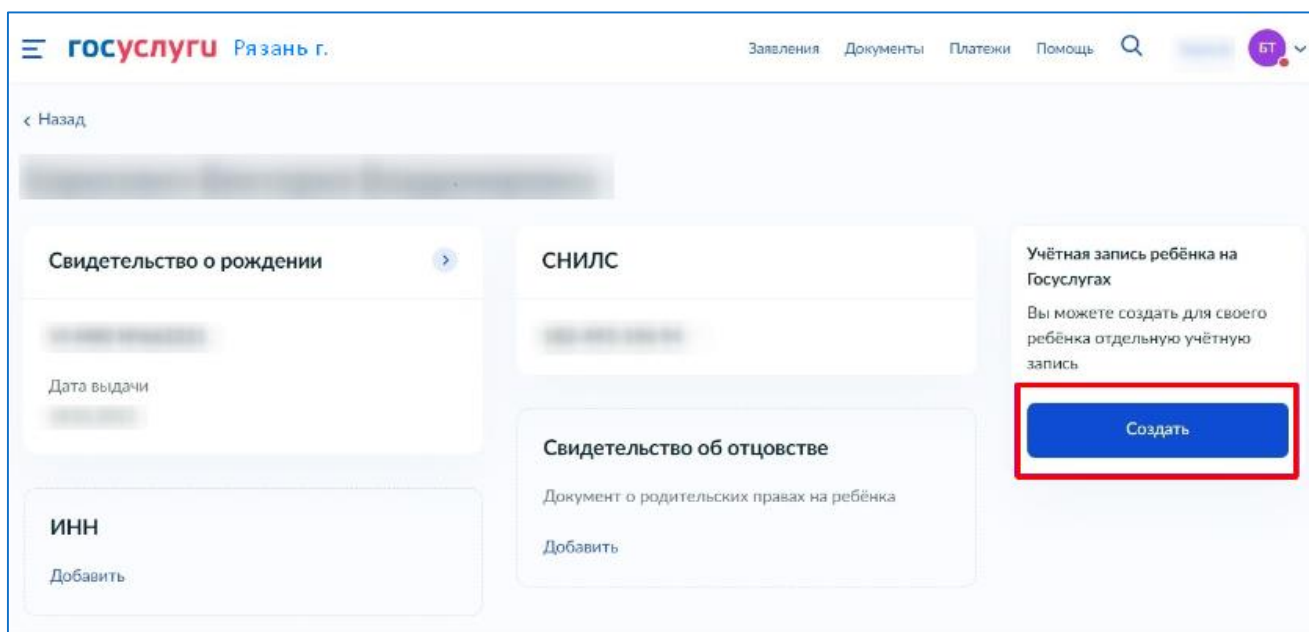 госуслуги Рязань г.
Заявления Документы Платежи Помощь БТ
Назад
Свидетельство о рождении
Дата выдачи
ИНН
Добавить
СНИЛС
Свидетельство об отцовстве
Документ о родительских правах на ребёнка
Добавить
Учётная запись ребёнка на
Госуслугах
Вы можете создать для своего
ребёнка отдельную учётную
запись
Создать